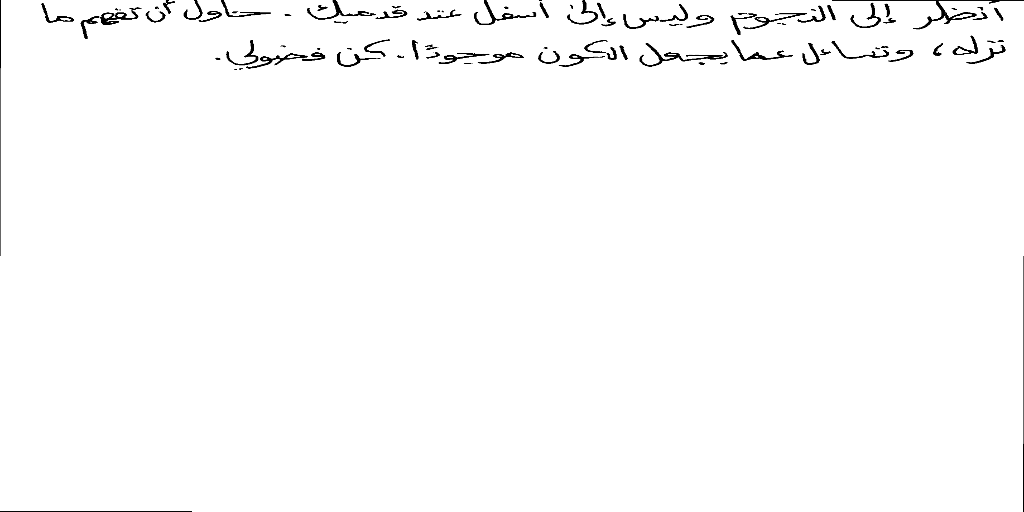 أنظر إلى النجوم وليس إلى أسفل عند قدميك. حاول أن تفهم ما
تراه، وتسائل عما يجعل الكون موجودًا. كن فضولي.